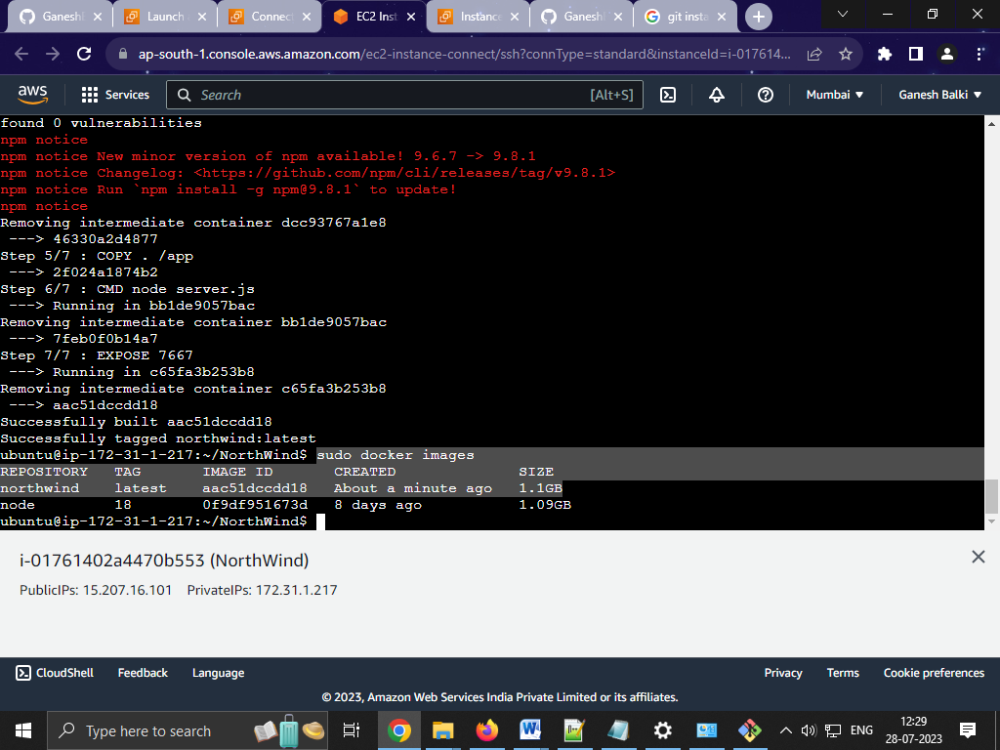 GaneshB
Launch
Connec
EC2 Inst
Instance
Ganesh
git insta
ap-south-1.console.aws.amazon.com/ec2-instance-connect/ssh?connType=standard&instanceId=i-017614...
aws Services Search [Alt+S] Mumbai Ganesh Balki
found 0 vulnerabilities
npm notice
npm notice New minor version of npm available! 9.6.7 -> 9.8.1
npm notice Changelog: <https://github.com/npm/cli/releases/tag/v9.8.1>
npm notice Run `npm install -g npm@9.8.1` to update!
npm notice
Removing intermediate container dcc93767a1e8
---> 46330a2d4877
Step 5/7 : COPY . /app
---> 2f024a1874b2
Step 6/7 : CMD node server.js
---> Running in bb1de9057bac
Removing intermediate container bb1de9057bac
---> 7feb0f0b14a7
Step 7/7 : EXPOSE 7667
---> Running in c65fa3b253b8
Removing intermediate container c65fa3b253b8
---> aac51dccdd18
Successfully built aac51dccdd18
Successfully tagged northwind:latest
ubuntu@ip-172-31-1-217:~/NorthWind$ sudo docker images
REPOSITORY TAG IMAGE ID CREATED SIZE
northwind latest aac51dccdd18 About a minute ago 1.1GB
node 18 0f9df951673d 8 days ago 1.09GB
ubuntu@ip-172-31-1-217:~/NorthWind$
i-01761402a4470b553 (NorthWind)
PublicIPs: 15.207.16.101 PrivateIPs: 172.31.1.217
CloudShell Feedback Language Privacy Terms Cookie preferences
© 2023, Amazon Web Services India Private Limited or its affiliates.
Type here to search
ENG
12:29
28-07-2023